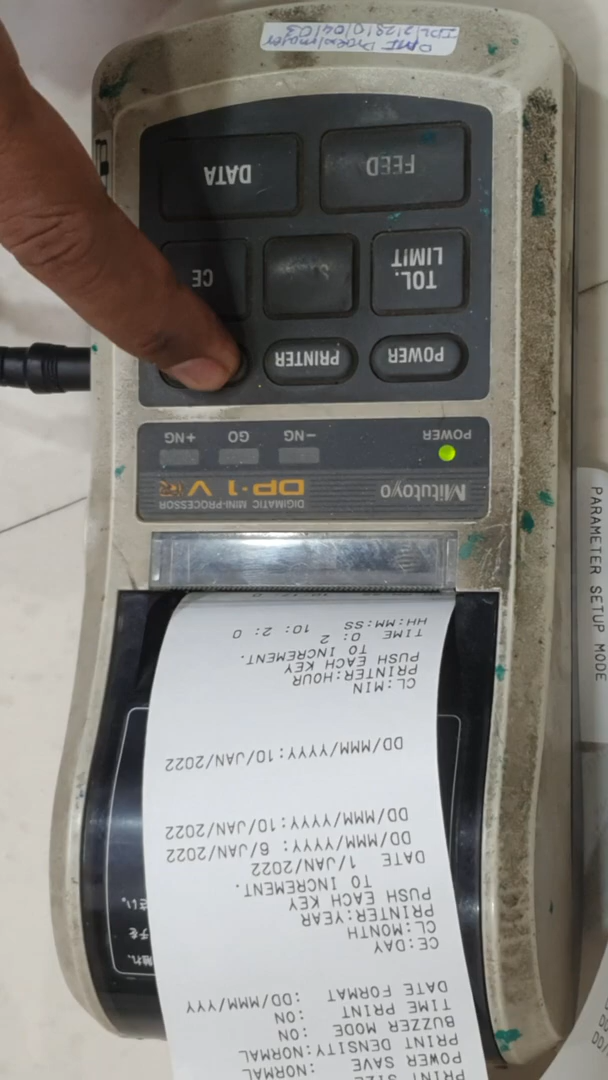 PRINT SIZE
POWER SAVE :NORMAL
PRINT DENSITY:NORMAL
BUZZER MODE :ON
TIME PRINT :ON
DATE FORMAT :DD/MMM/YYY
CE:DAY
CL:MONTH
PRINTER:YEAR
PUSH EACH KEY
TO INCREMENT.
DATE 1/JAN/2022
DD/MMM/YYYY: 6/JAN/2022
DD/MMM/YYYY:10/JAN/2022
DD/MMM/YYYY:10/JAN/2022
CL:MIN
PRINTER:HOUR
PUSH EACH KEY
TO INCREMENT.
TIME 0: 2
HH:MM:SS 10: 2: 0
Mitutoyo
DIGIMATIC MINI-PROCESSOR
DP-1VR
POWER
-NG
GO
+NG
POWER
PRINTER
TOL.
LIMIT
CE
FEED
DATA
PARAMETER SETUP MODE